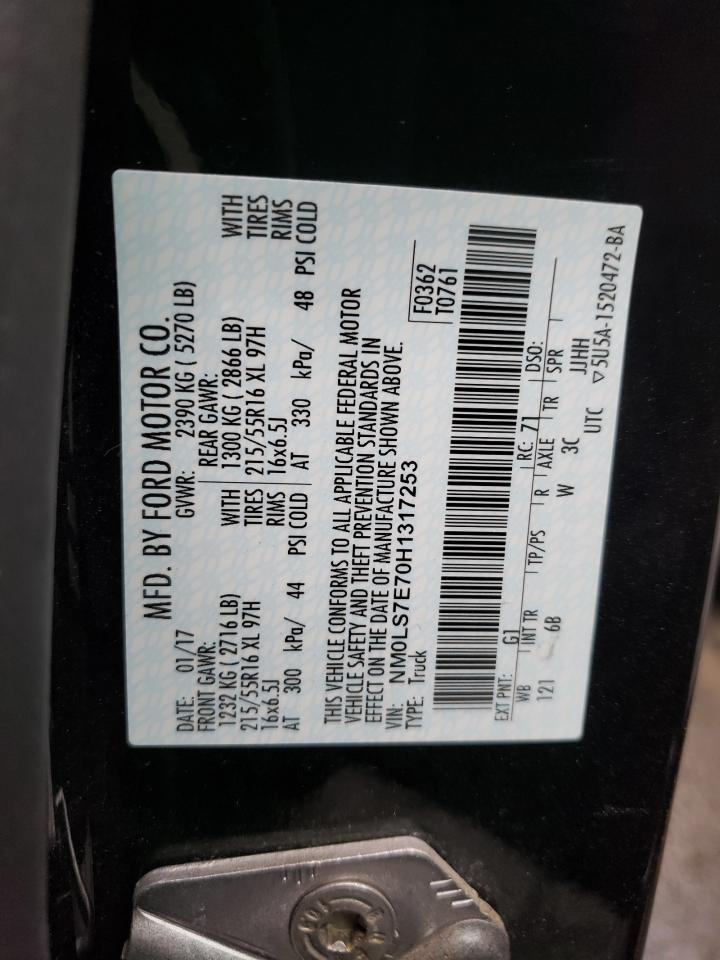 MFD. BY FORD MOTOR CO.
DATE: 01/17 GVWR: 2390 KG ( 5270 LB)
FRONT GAWR: REAR GAWR:
1232 KG ( 2716 LB) WITH 1300 KG ( 2866 LB) WITH
215/55R16 XL 97H TIRES 215/55R16 XL 97H TIRES
16x6.5J RIMS 16x6.5J RIMS
AT 300 kPa/ 44 PSI COLD AT 330 kPa/ 48 PSI COLD
THIS VEHICLE CONFORMS TO ALL APPLICABLE FEDERAL MOTOR
VEHICLE SAFETY AND THEFT PREVENTION STANDARDS IN
EFFECT ON THE DATE OF MANUFACTURE SHOWN ABOVE.
VIN: NM0LS7E70H1317253 F0362
TYPE: Truck T0761
EXT PNT: G1 RC: 71 DSO:
WB INT TR TP/PS R AXLE TR SPR
121 6B W 3C JJHH
UTC ▽5U5A-1520472-BA